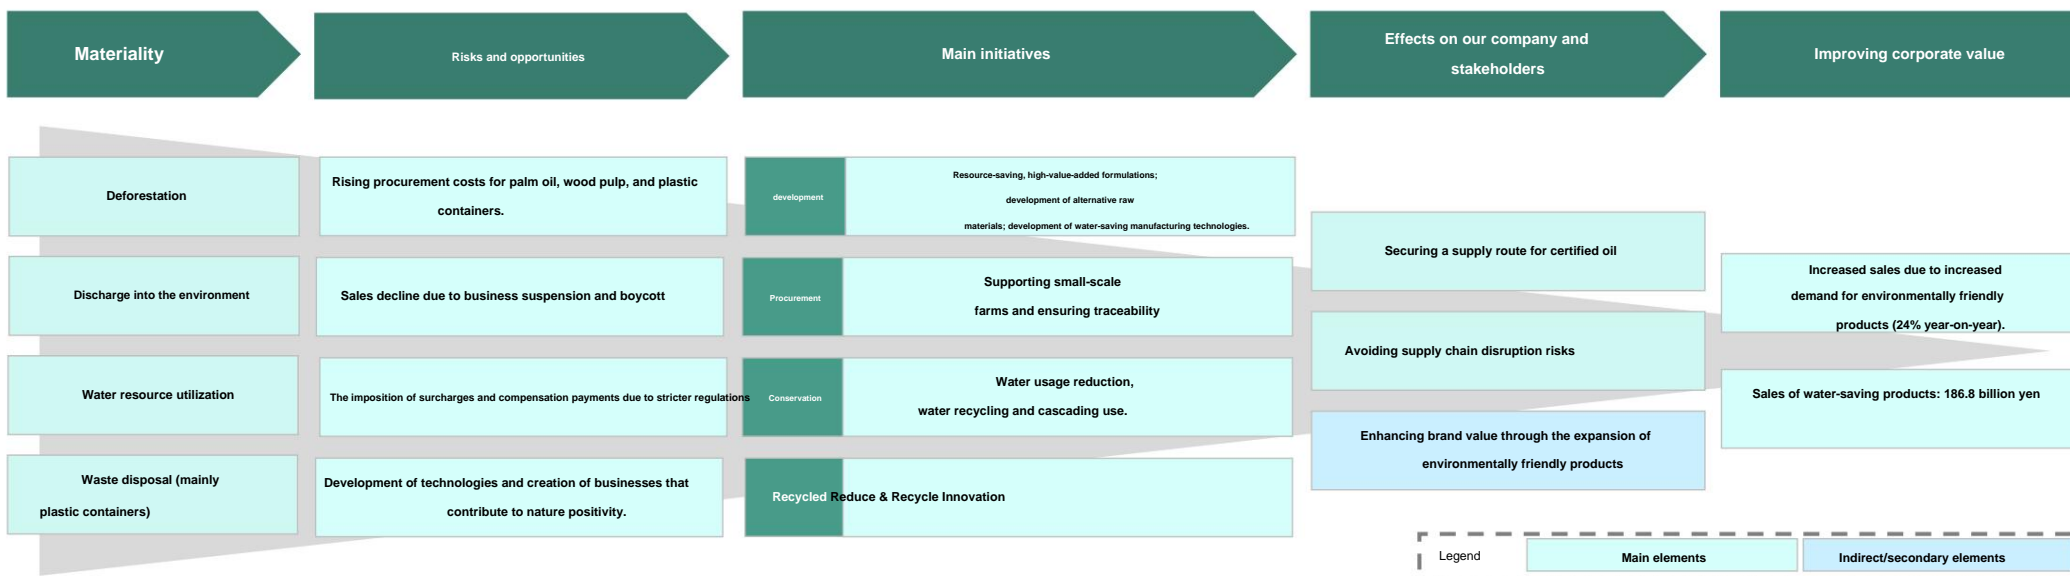 Materiality
Risks and opportunities
Main initiatives
Effects on our company and
stakeholders
Improving corporate value
Deforestation
Discharge into the environment
Water resource utilization
Waste disposal (mainly
plastic containers)
Rising procurement costs for palm oil, wood pulp, and plastic
containers.
Sales decline due to business suspension and boycott
The imposition of surcharges and compensation payments due to stricter regulations
Development of technologies and creation of businesses that
contribute to nature positivity.
development
Resource-saving, high-value-added formulations;
development of alternative raw
materials; development of water-saving manufacturing technologies.
Procurement
Supporting small-scale
farms and ensuring traceability
Conservation
Water usage reduction,
water recycling and cascading use.
Recycled Reduce & Recycle Innovation
Securing a supply route for certified oil
Avoiding supply chain disruption risks
Enhancing brand value through the expansion of
environmentally friendly products
Increased sales due to increased
demand for environmentally friendly
products (24% year-on-year).
Sales of water-saving products: 186.8 billion yen
Legend
Main elements
Indirect/secondary elements